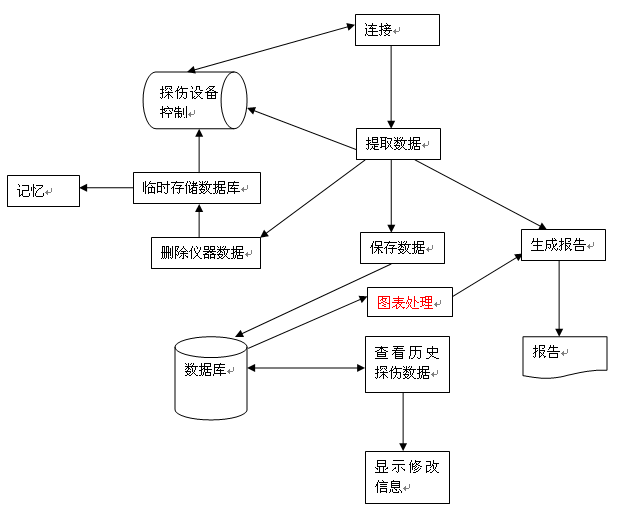 连接
探伤设备
控制
提取数据
记忆
临时存储数据库
删除仪器数据
保存数据
生成报告
图表处理
数据库
查看历史
探伤数据
报告
显示修改
信息